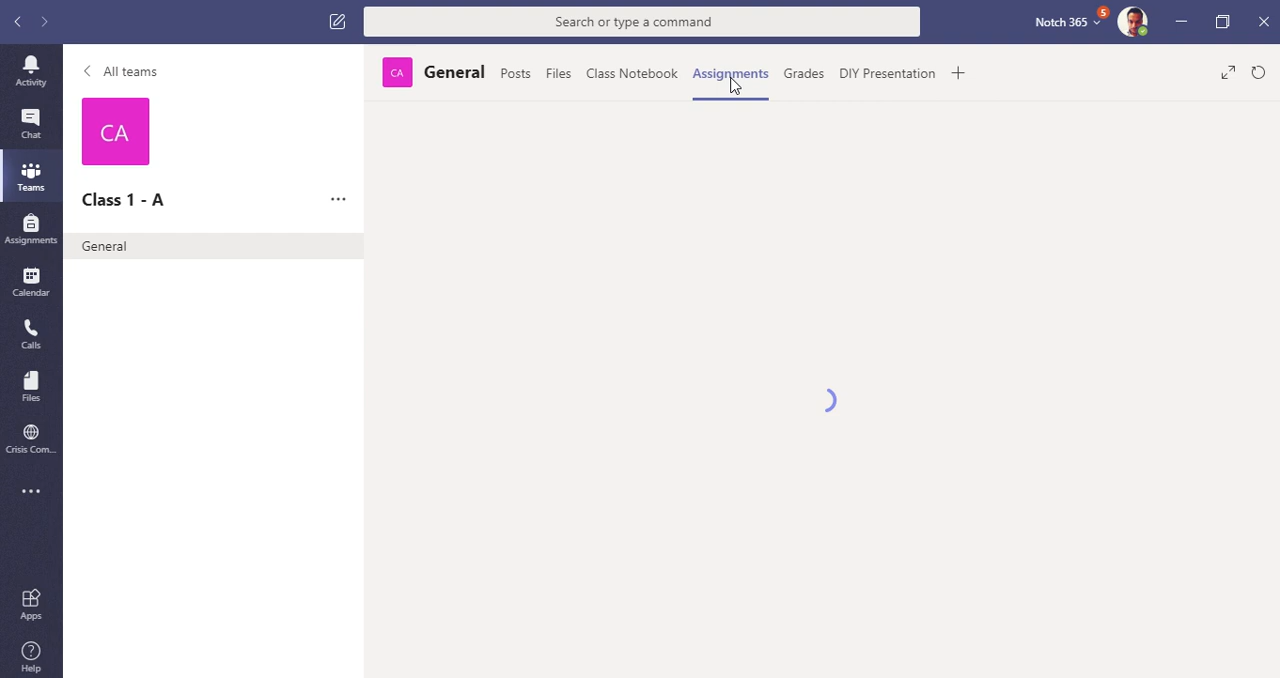 Search or type a command
Notch 365
5
Activity
Chat
Teams
Assignments
Calendar
Calls
Files
Crisis Com...
Apps
Help
All teams
CA
Class 1 - A
General
CA
General
Posts
Files
Class Notebook
Assignments
Grades
DIY Presentation